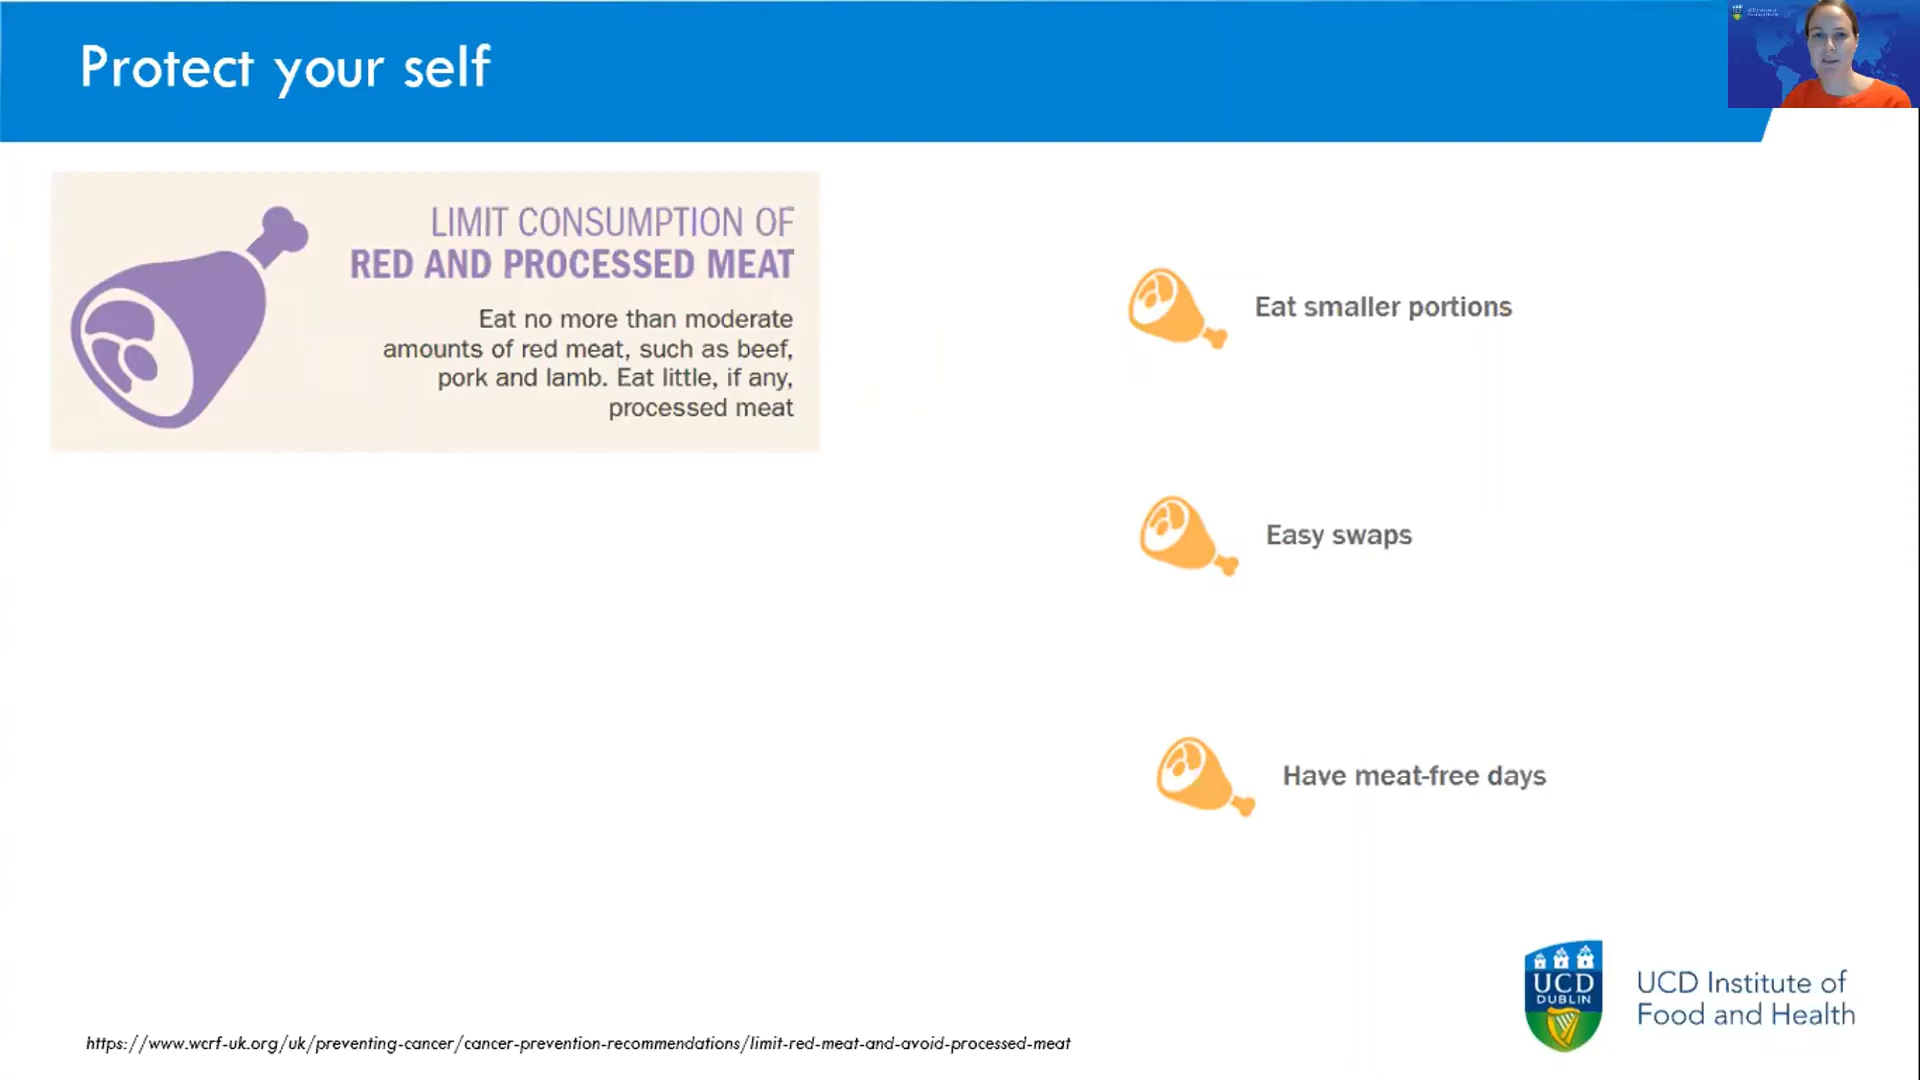 Protect your self
LIMIT CONSUMPTION OF
RED AND PROCESSED MEAT
Eat no more than moderate
amounts of red meat, such as beef,
pork and lamb. Eat little, if any,
processed meat
Eat smaller portions
Easy swaps
Have meat-free days
UCD
DUBLIN
UCD Institute of
Food and Health
https://www.wcrf-uk.org/uk/preventing-cancer/cancer-prevention-recommendations/limit-red-meat-and-avoid-processed-meat